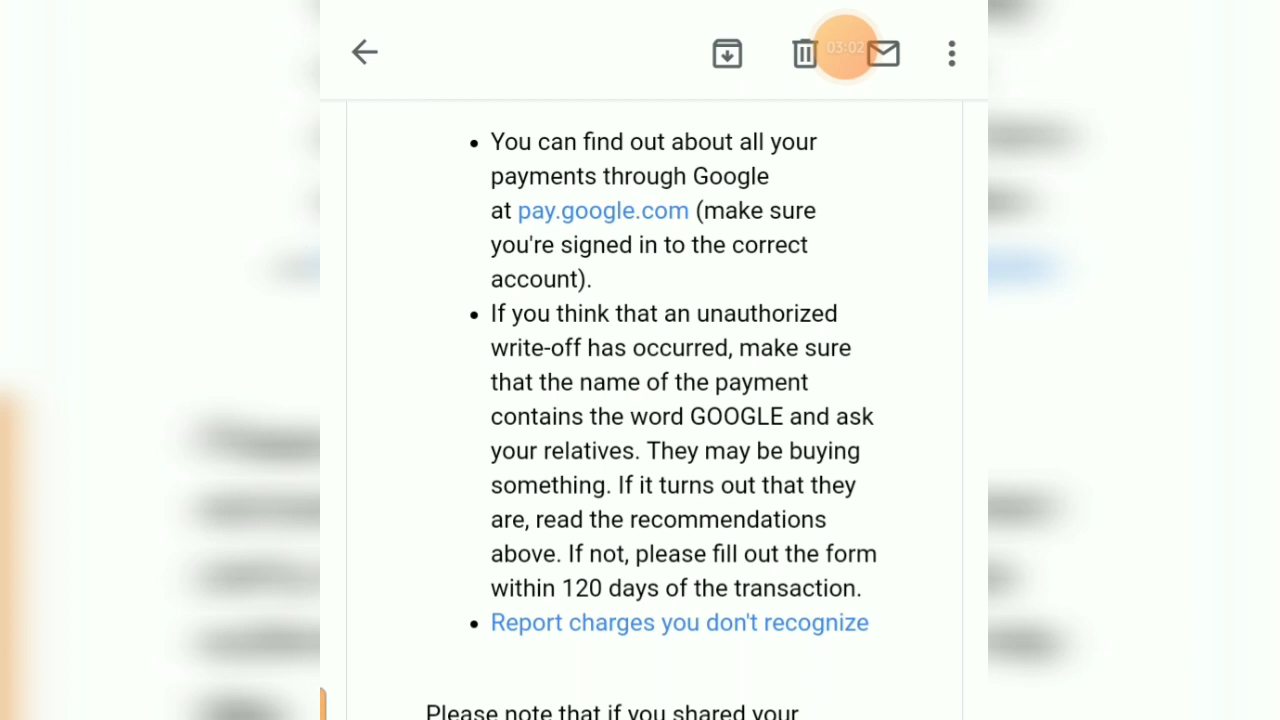 03:02
You can find out about all your
payments through Google
at pay.google.com (make sure
you're signed in to the correct
account).
If you think that an unauthorized
write-off has occurred, make sure
that the name of the payment
contains the word GOOGLE and ask
your relatives. They may be buying
something. If it turns out that they
are, read the recommendations
above. If not, please fill out the form
within 120 days of the transaction.
Report charges you don't recognize
Please note that if you shared your